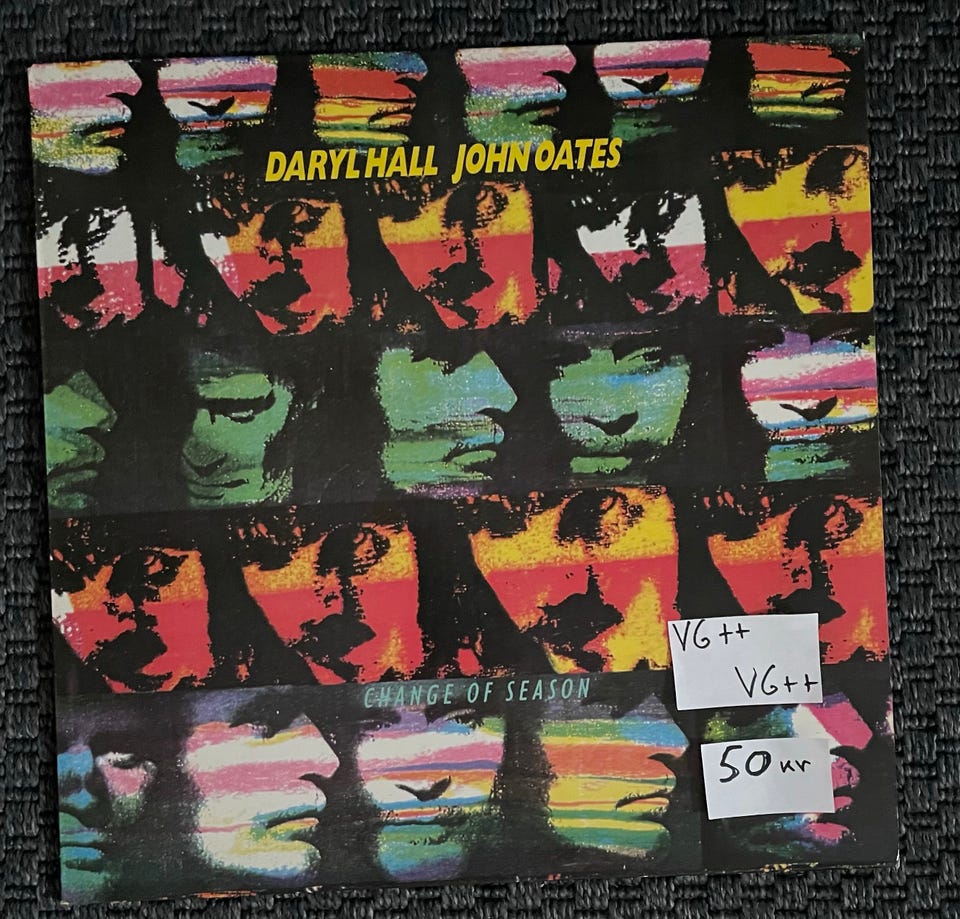 DARYL HALL JOHN OATES
CHANGE OF SEASON
VG++
VG++
50 kr